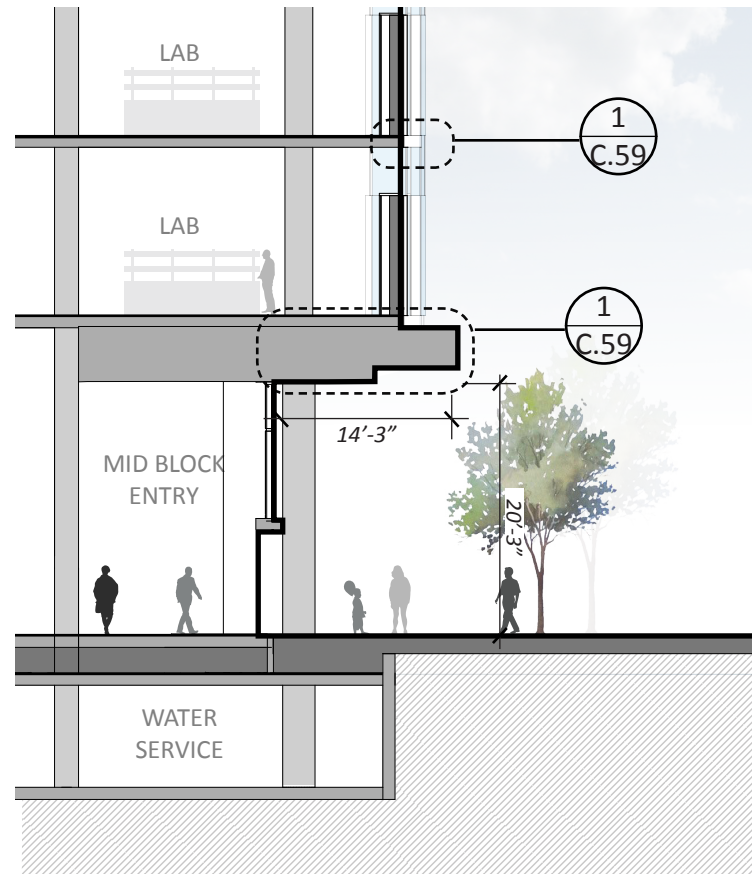 LAB
1
C.59
LAB
1
C.59
14’-3”
MID BLOCK
ENTRY
20’-3”
WATER
SERVICE